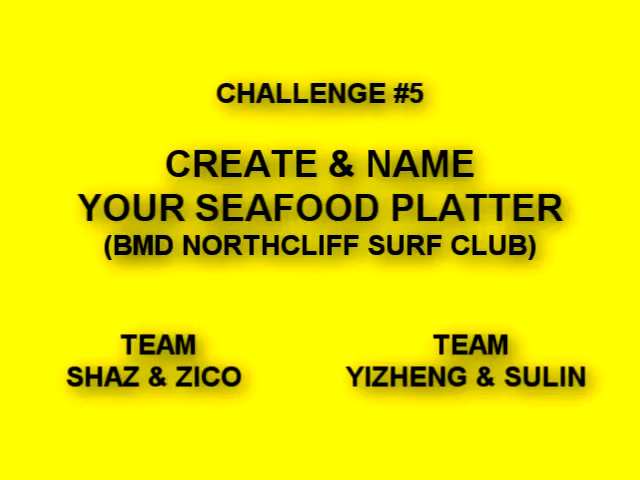 CHALLENGE #5
CREATE & NAME
YOUR SEAFOOD PLATTER
(BMD NORTHCLIFF SURF CLUB)
TEAM
SHAZ & ZICO
TEAM
YIZHENG & SULIN